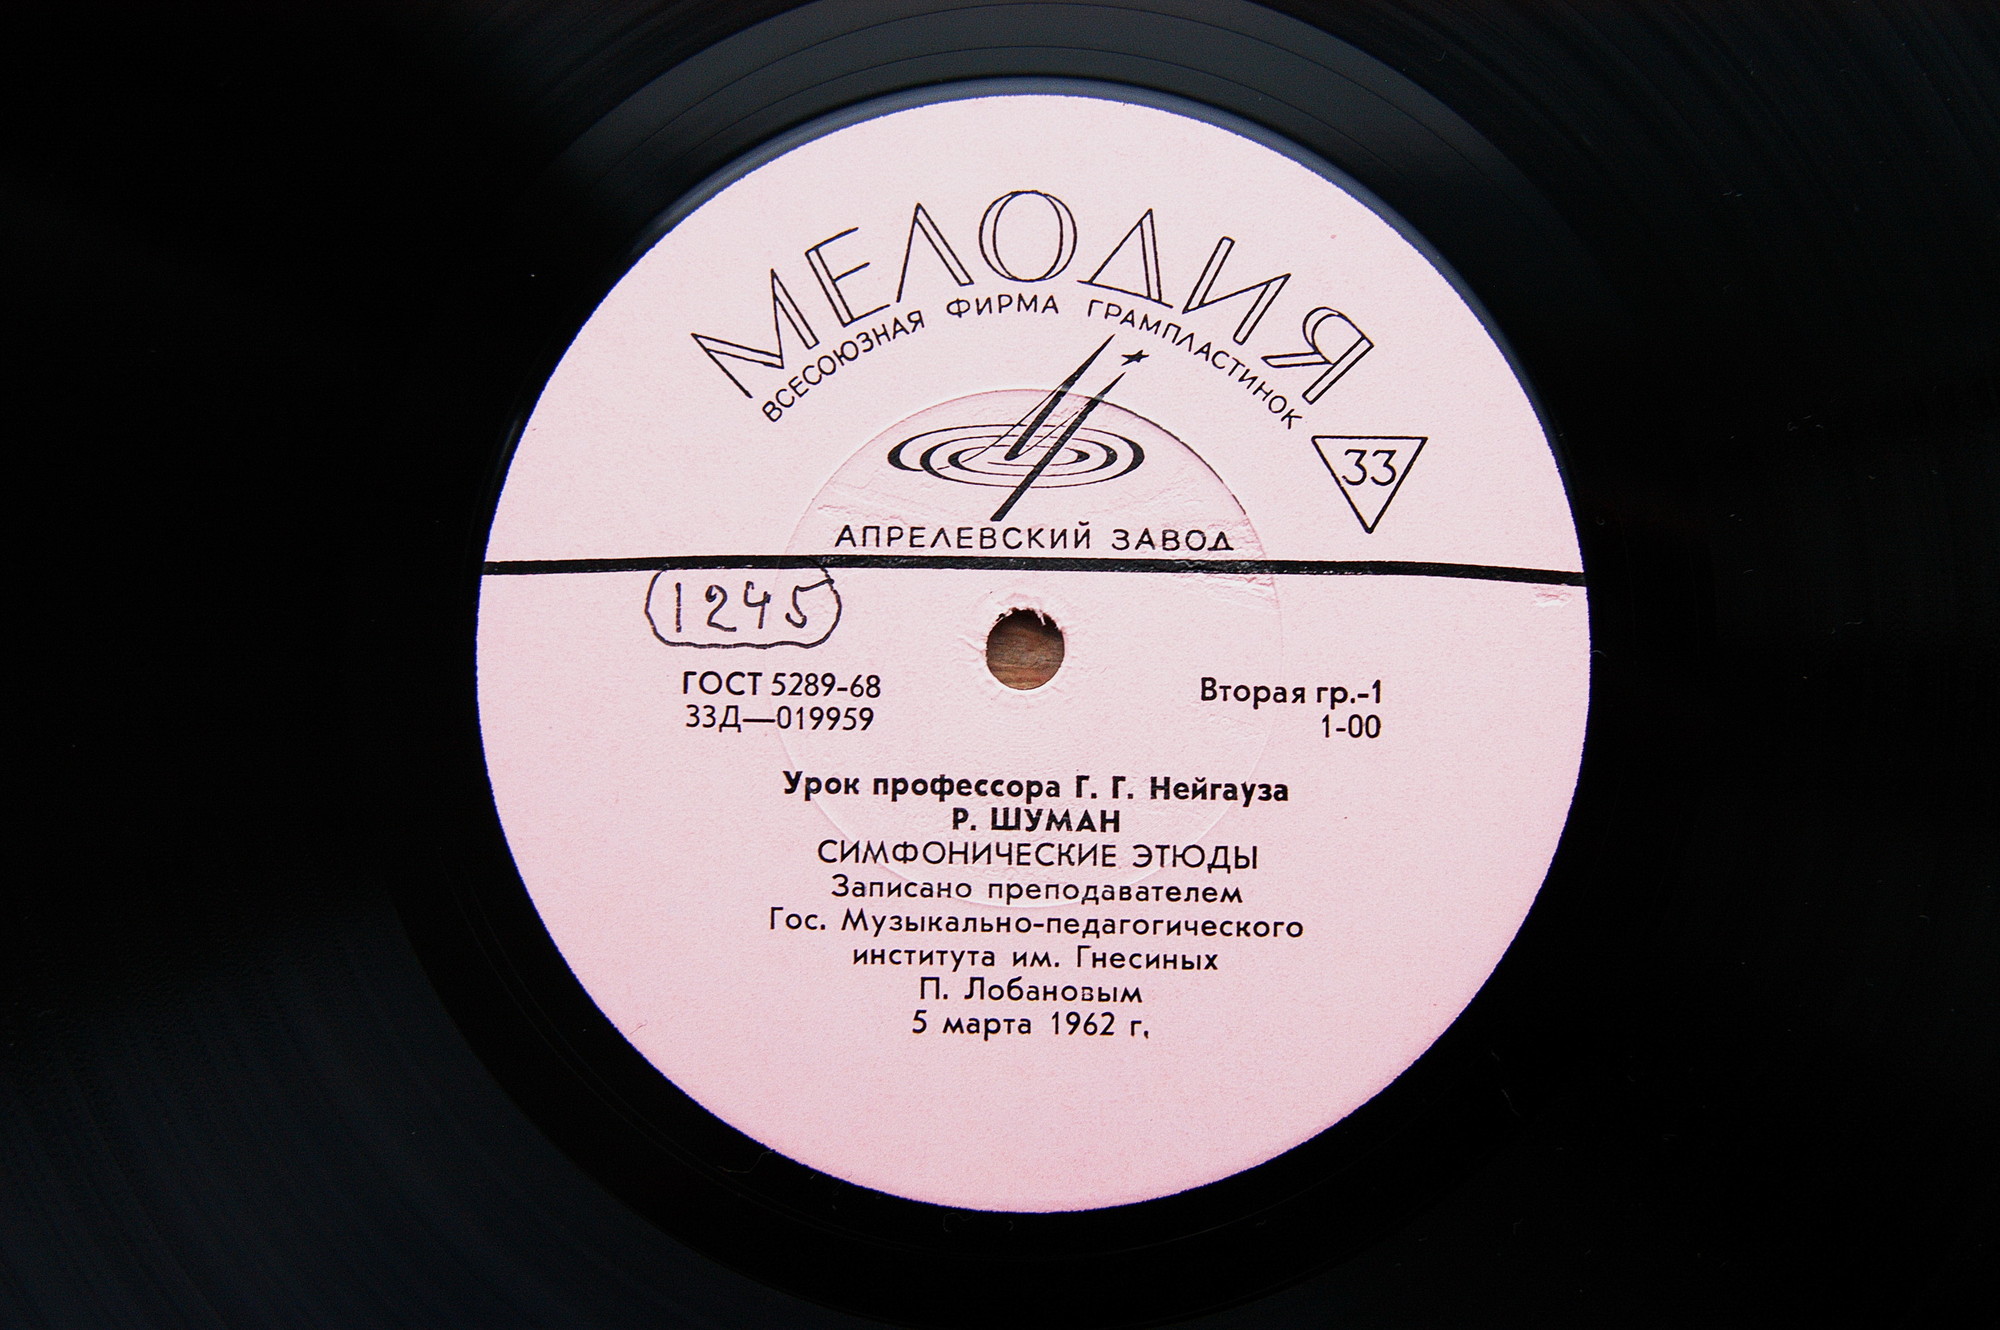 МЕЛОДИЯ
ВСЕСОЮЗНАЯ ФИРМА ГРАМПЛАСТИНОК
33
АПРЕЛЕВСКИЙ ЗАВОД
1245
ГОСТ 5289-68
33Д—019959
Вторая гр.-1
1-00
Урок профессора Г. Г. Нейгауза
Р. ШУМАН
СИМФОНИЧЕСКИЕ ЭТЮДЫ
Записано преподавателем
Гос. Музыкально-педагогического
института им. Гнесиных
П. Лобановым
5 марта 1962 г.